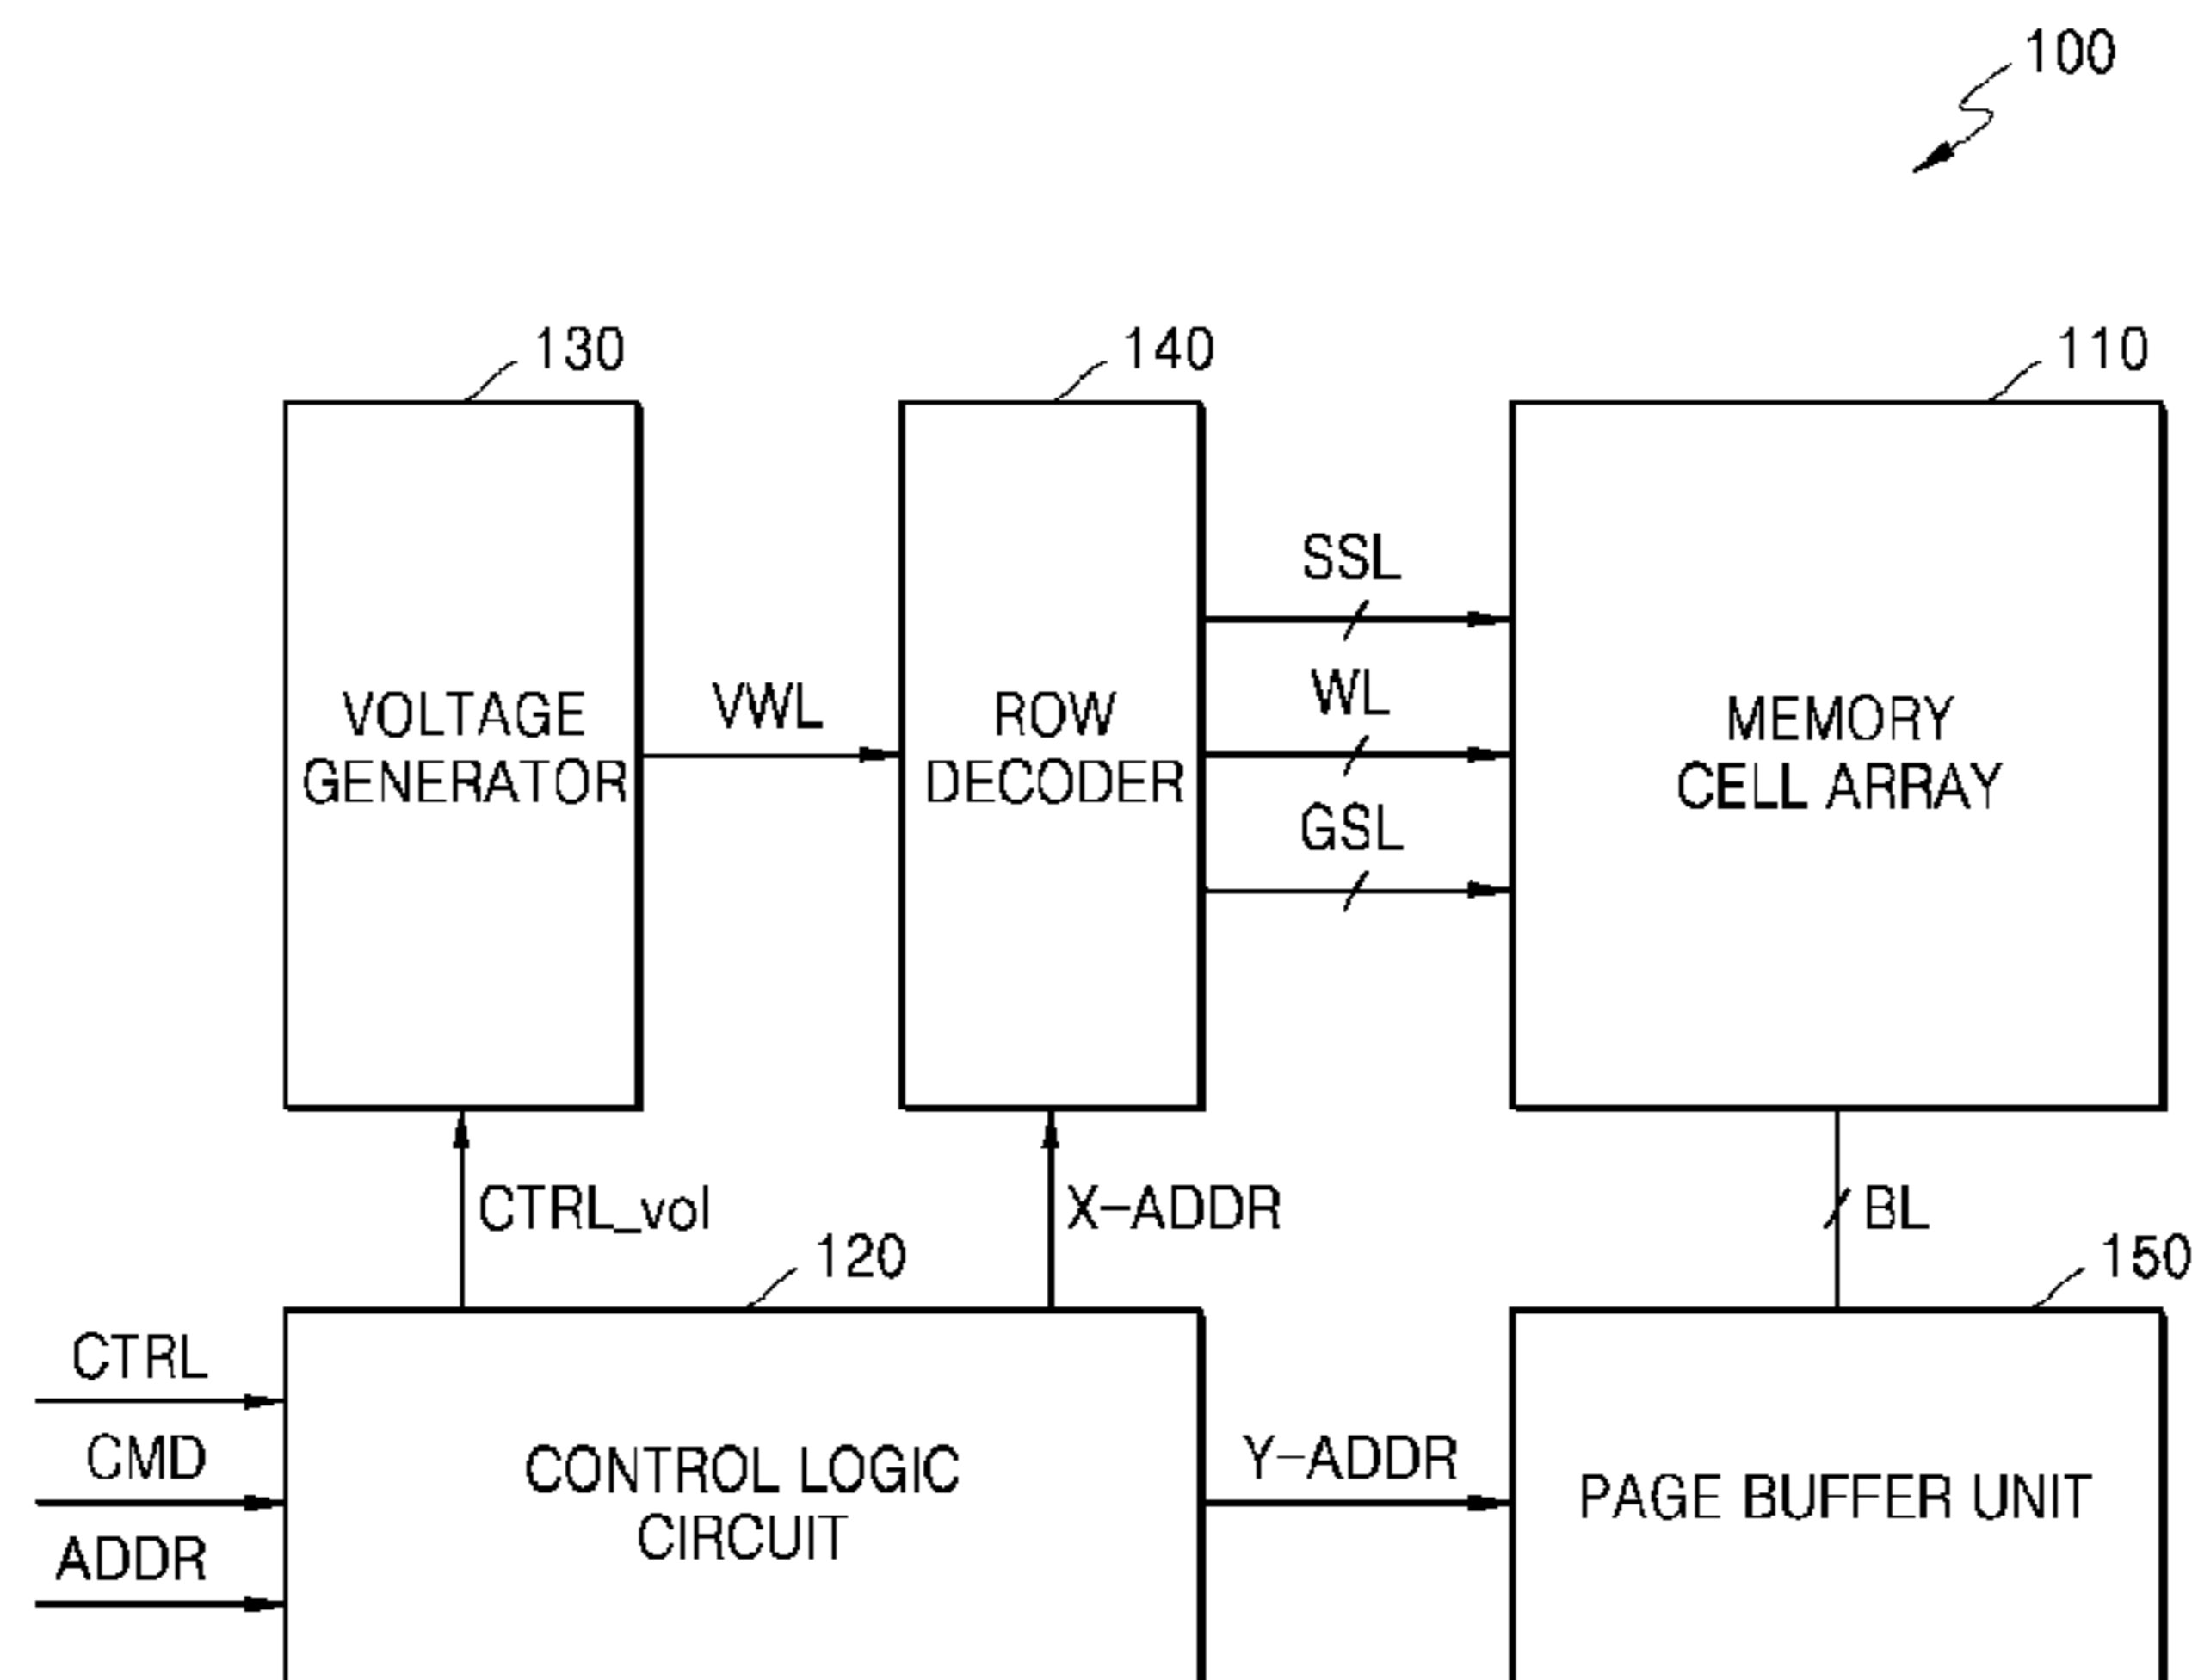 100
130
140
110
SSL
VOLTAGE
GENERATOR
VWL
ROW
DECODER
WL
MEMORY
CELL ARRAY
GSL
CTRL_vol
X-ADDR
BL
120
150
CTRL
CMD
ADDR
CONTROL LOGIC
CIRCUIT
Y-ADDR
PAGE BUFFER UNIT